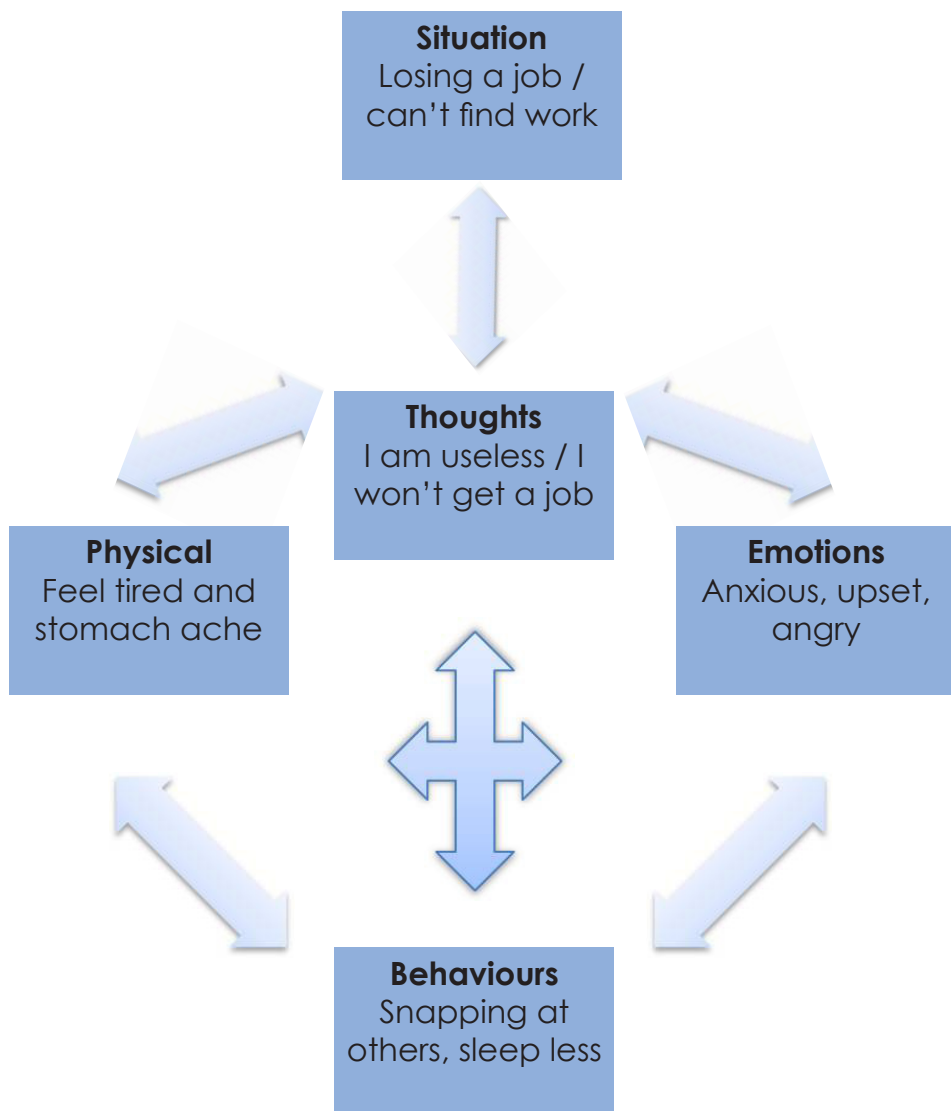 Situation
Losing a job /
can’t find work
Thoughts
I am useless / I
won’t get a job
Physical
Feel tired and
stomach ache
Emotions
Anxious, upset,
angry
Behaviours
Snapping at
others, sleep less